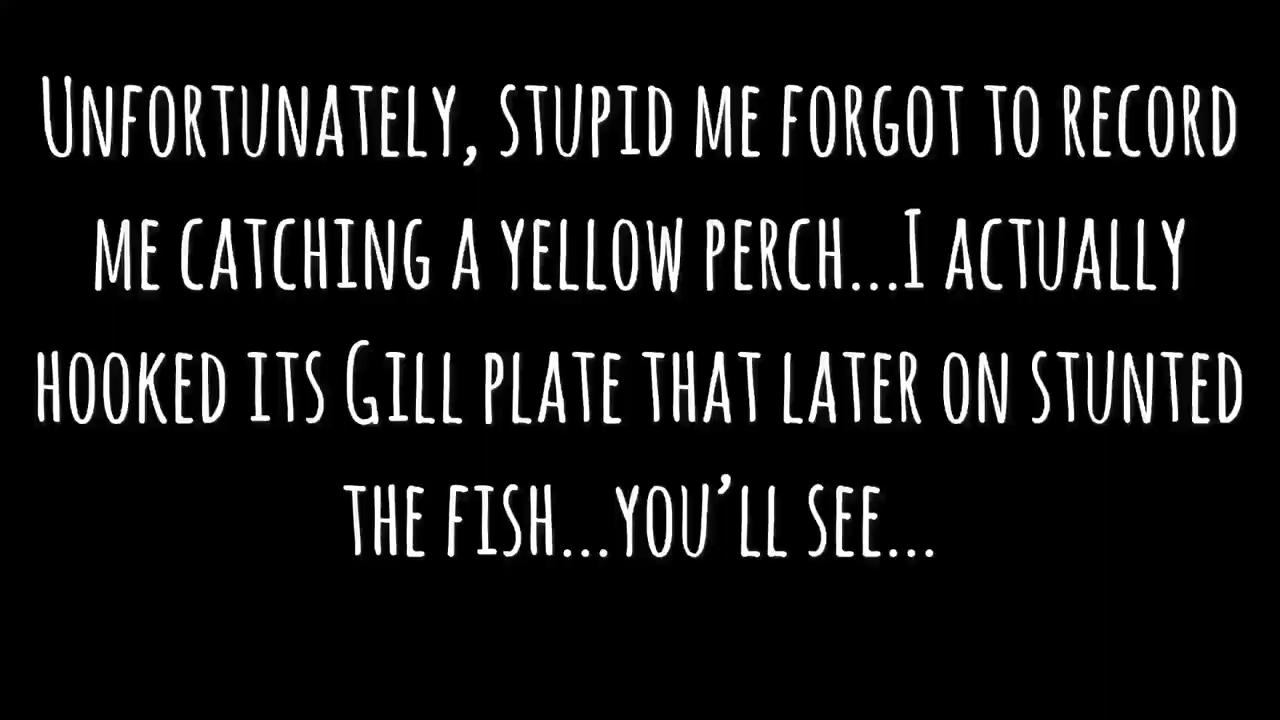 Unfortunately, stupid me forgot to record
me catching a yellow perch...I actually
hooked its Gill plate that later on stunted
the fish...you’ll see...